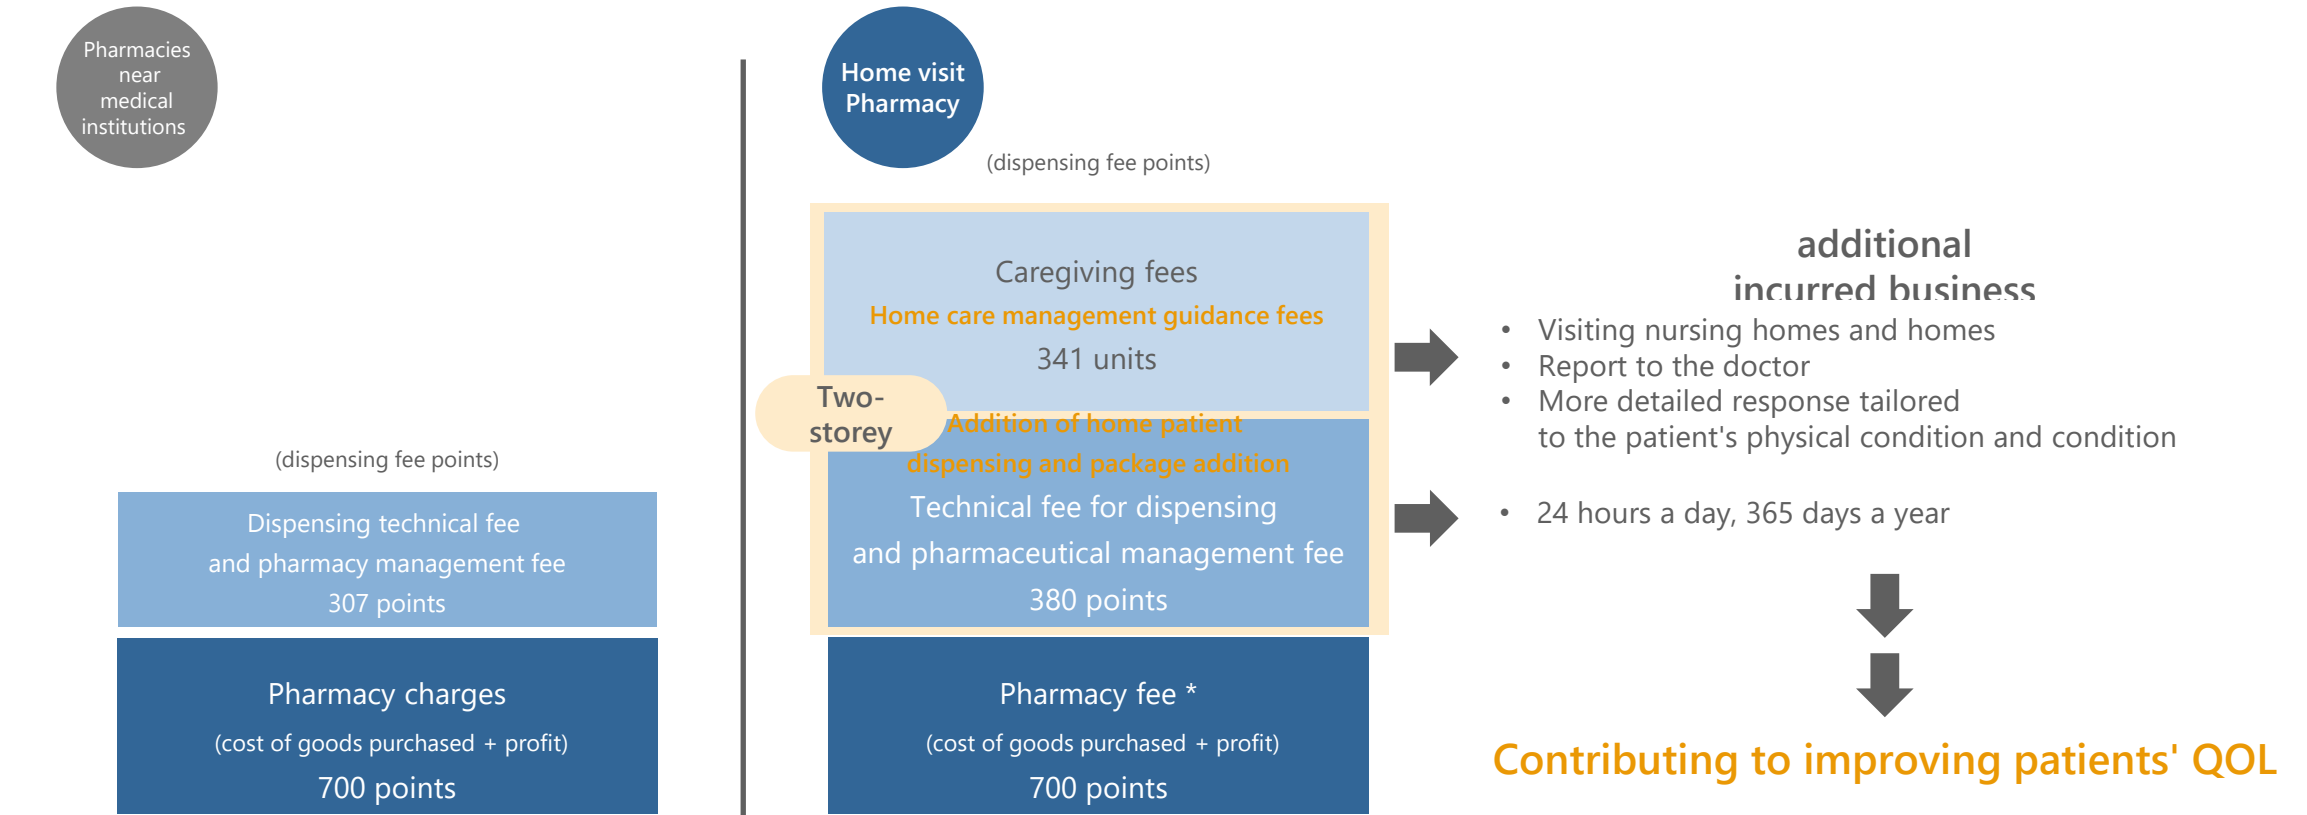 Pharmacies
near
medical
institutions
(dispensing fee points)
Dispensing technical fee
and pharmacy management fee
307 points
Pharmacy charges
(cost of goods purchased + profit)
700 points
Home visit
Pharmacy
(dispensing fee points)
Caregiving fees
Home care management guidance fees
341 units
Two-
storey
Addition of home patient
dispensing and package addition
Technical fee for dispensing
and pharmaceutical management fee
380 points
Pharmacy fee *
(cost of goods purchased + profit)
700 points
additional
incurred business
• Visiting nursing homes and homes
• Report to the doctor
• More detailed response tailored
to the patient's physical condition and condition
• 24 hours a day, 365 days a year
Contributing to improving patients' QOL